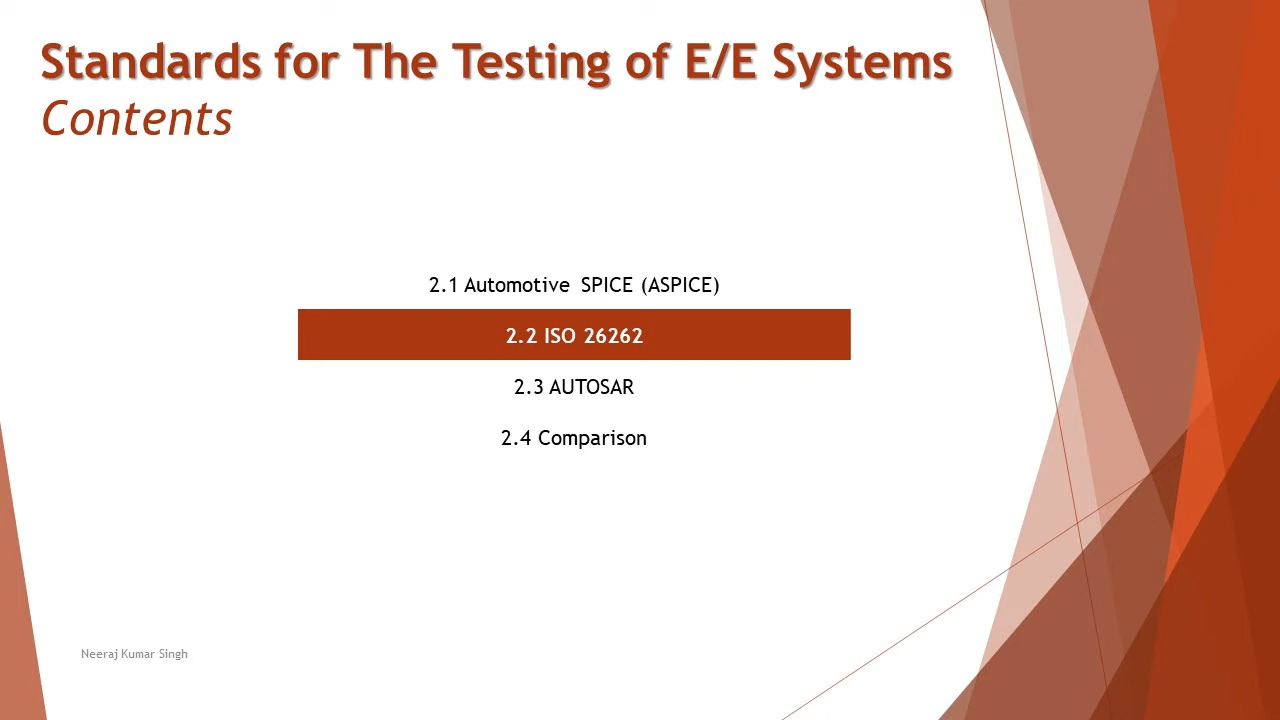 Standards for The Testing of E/E Systems
Contents
2.1 Automotive SPICE (ASPICE)
2.2 ISO 26262
2.3 AUTOSAR
2.4 Comparison
Neeraj Kumar Singh